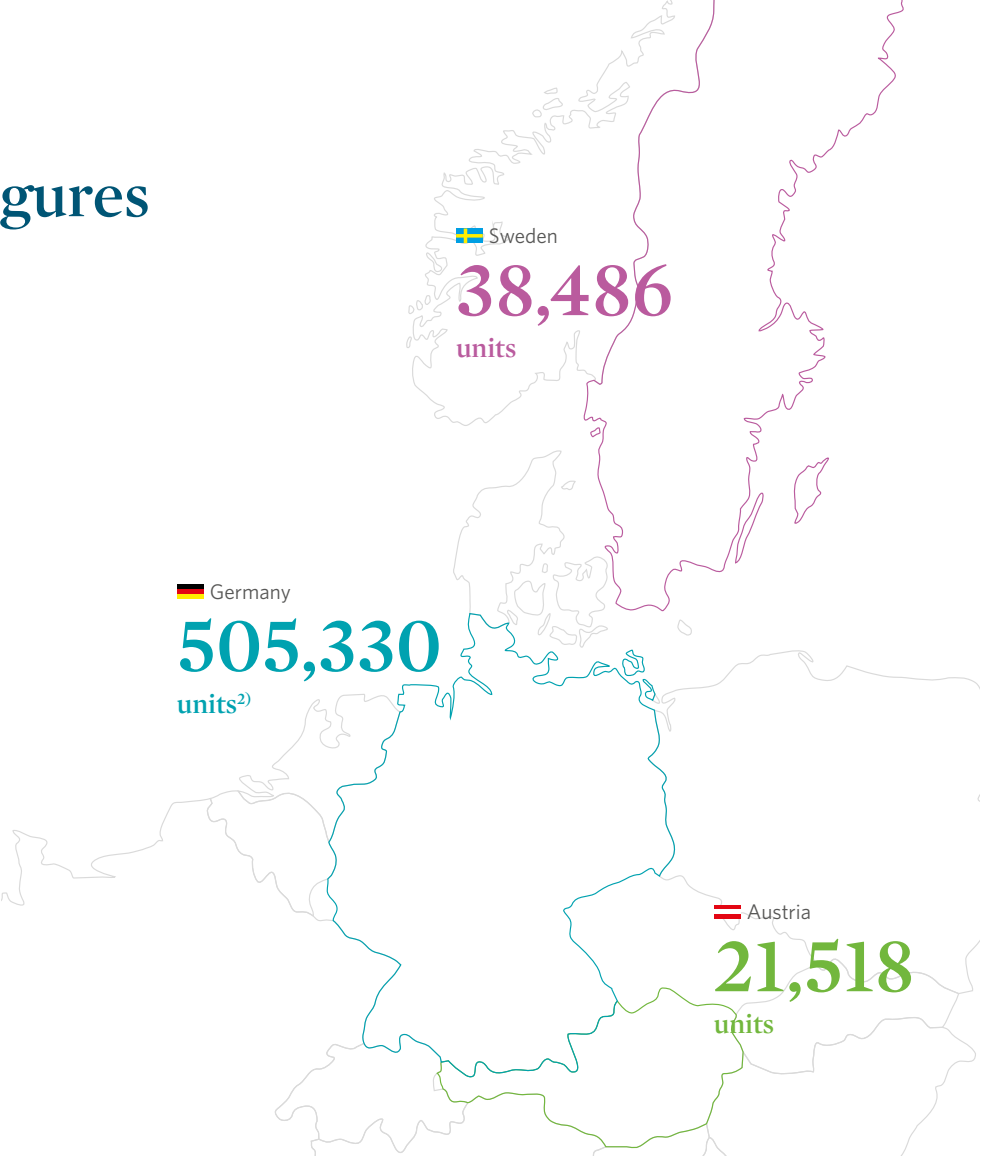 gures
Sweden
38,486
units
Germany
505,330
units²⁾
Austria
21,518
units